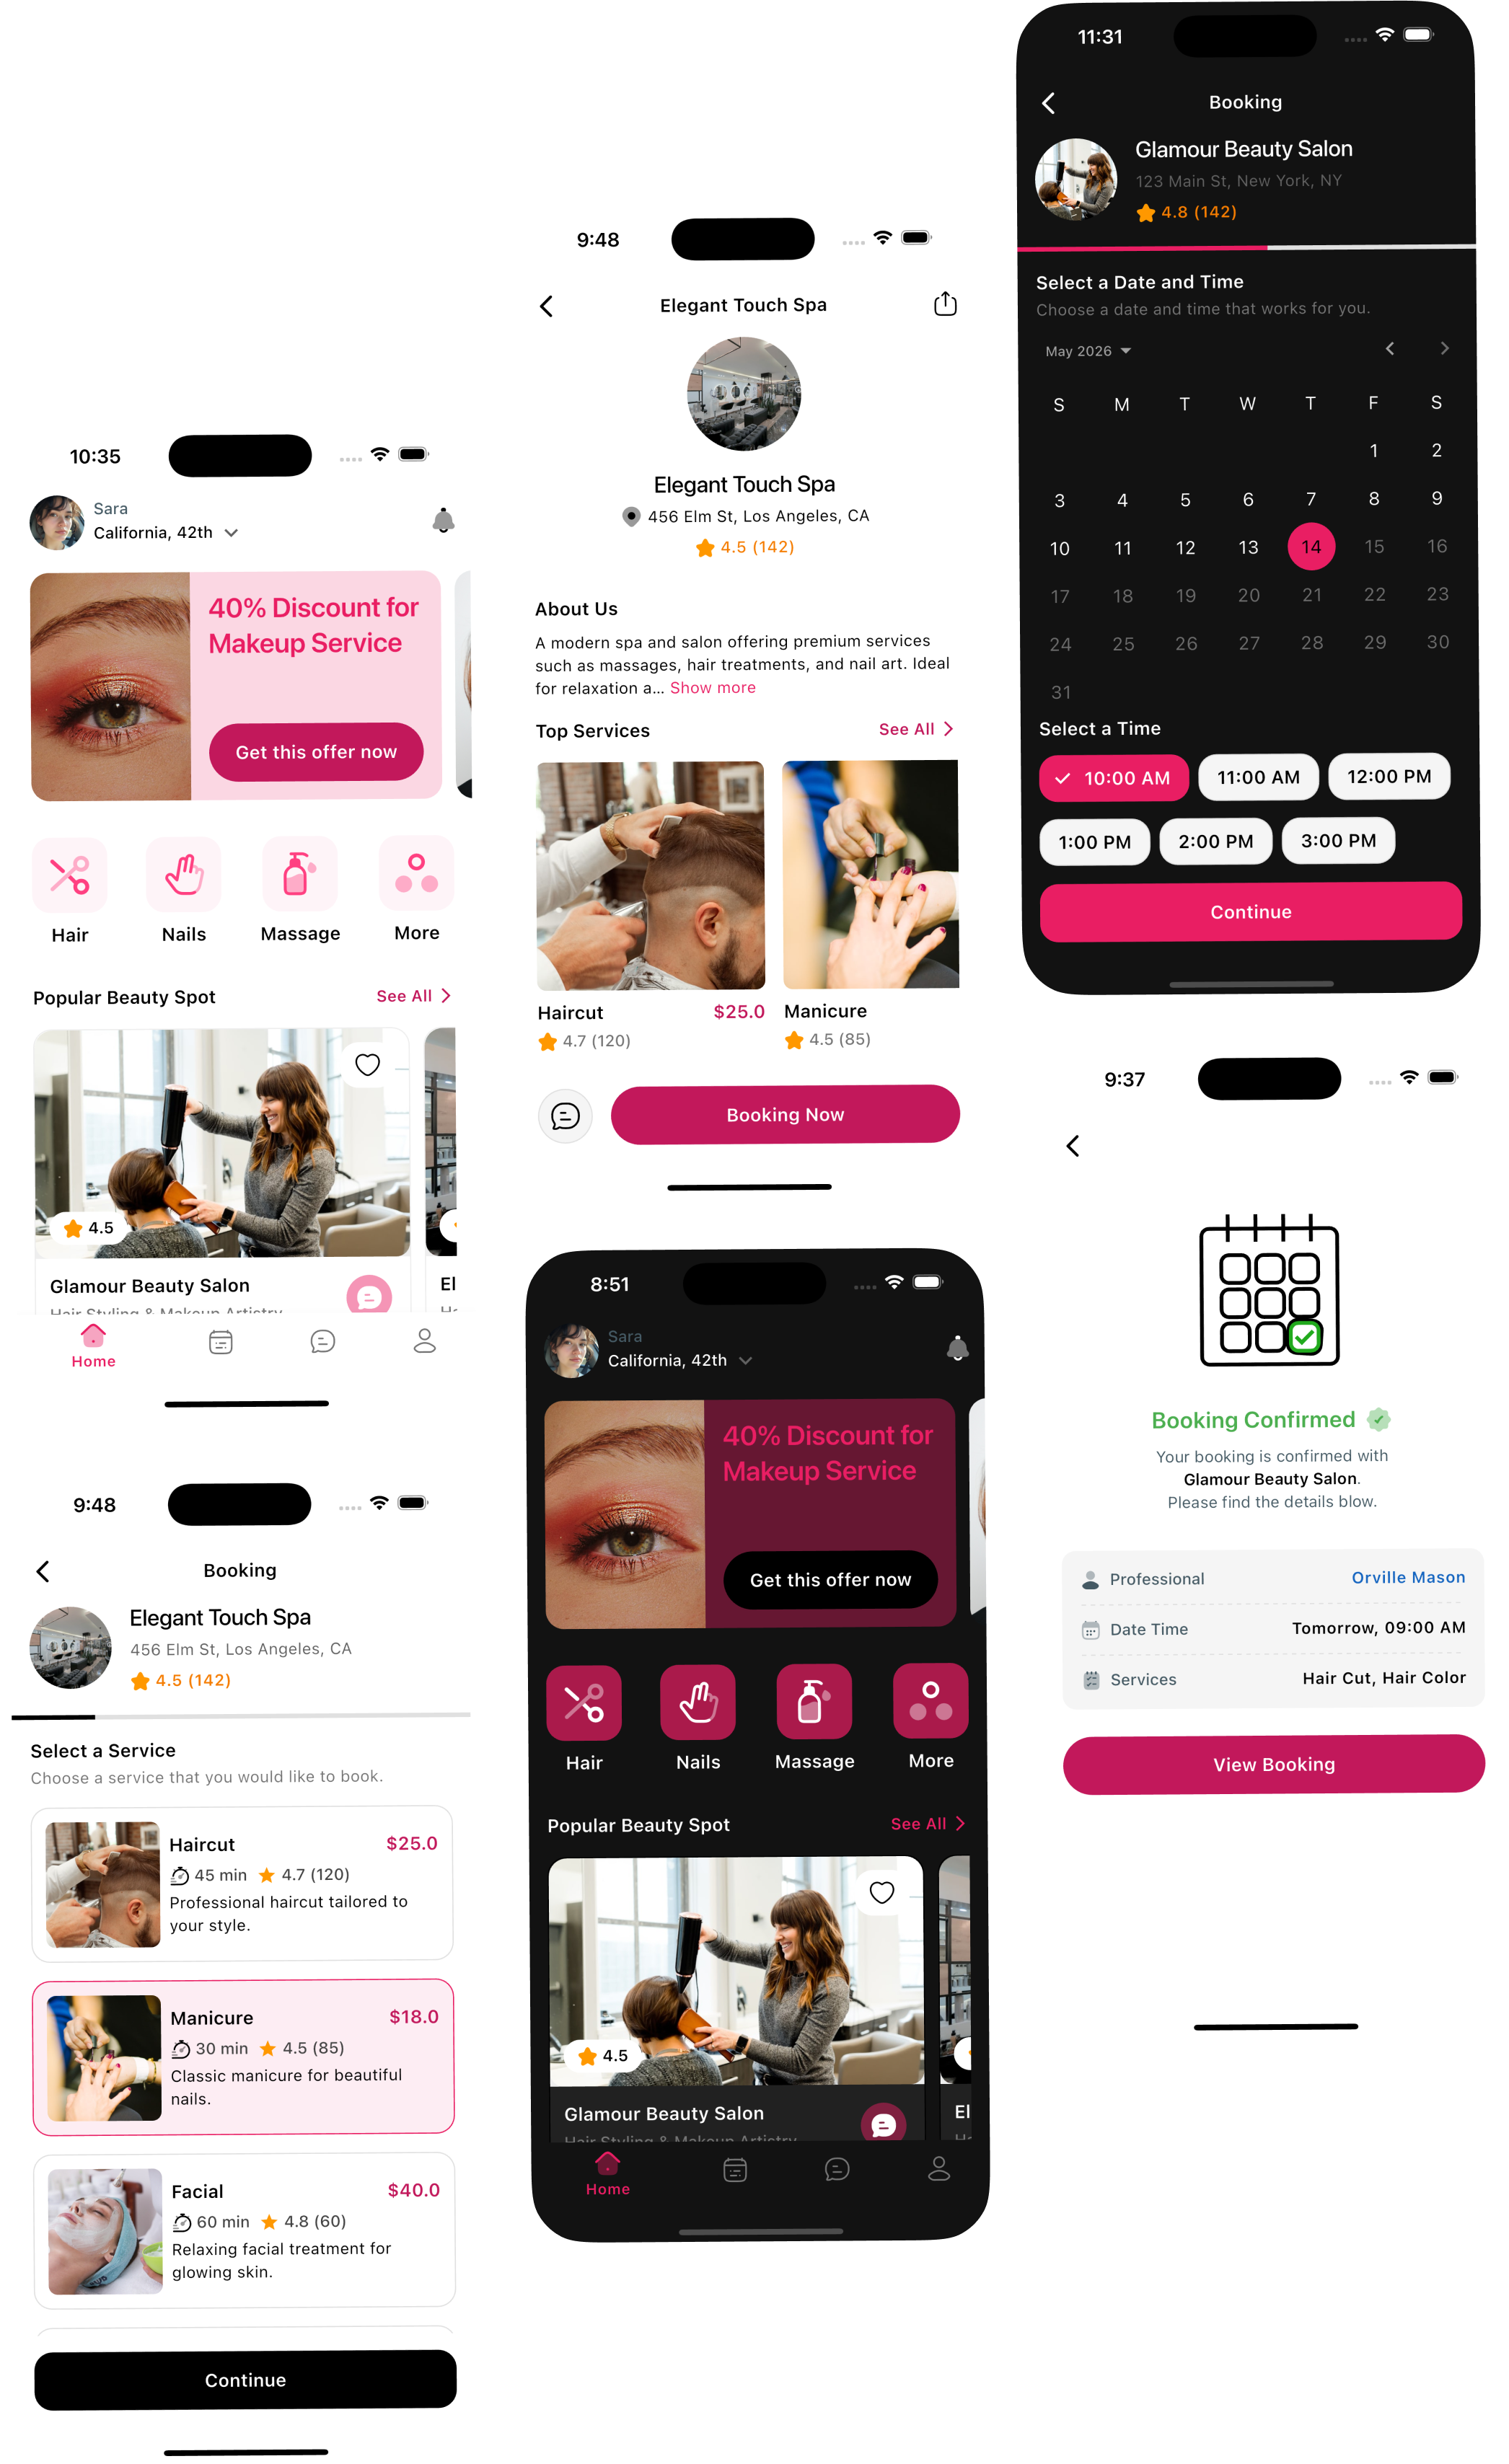 10:35
Sara
California, 42th
40% Discount for
Makeup Service
Get this offer now
Hair
Nails
Massage
More
Popular Beauty Spot
See All
4.5
Glamour Beauty Salon
El
Hair Styling & Makeup Artistry
Home
9:48
Booking
Elegant Touch Spa
456 Elm St, Los Angeles, CA
4.5 (142)
Select a Service
Choose a service that you would like to book.
Haircut
$25.0
45 min
4.7 (120)
Professional haircut tailored to
your style.
Manicure
$18.0
30 min
4.5 (85)
Classic manicure for beautiful
nails.
Facial
$40.0
60 min
4.8 (60)
Relaxing facial treatment for
glowing skin.
Continue
9:48
Elegant Touch Spa
Elegant Touch Spa
456 Elm St, Los Angeles, CA
4.5 (142)
About Us
A modern spa and salon offering premium services
such as massages, hair treatments, and nail art. Ideal
for relaxation a... Show more
Top Services
See All
Haircut
$25.0
Manicure
4.7 (120)
4.5 (85)
Booking Now
8:51
Sara
California, 42th
40% Discount for
Makeup Service
Get this offer now
Hair
Nails
Massage
More
Popular Beauty Spot
See All
4.5
Glamour Beauty Salon
El
Hair Styling & Makeup Artistry
Home
11:31
Booking
Glamour Beauty Salon
123 Main St, New York, NY
4.8 (142)
Select a Date and Time
Choose a date and time that works for you.
May 2026
S M T W T F S
1 2
3 4 5 6 7 8 9
10 11 12 13 14 15 16
17 18 19 20 21 22 23
24 25 26 27 28 29 30
31
Select a Time
10:00 AM
11:00 AM
12:00 PM
1:00 PM
2:00 PM
3:00 PM
Continue
9:37
Booking Confirmed
Your booking is confirmed with
Glamour Beauty Salon.
Please find the details blow.
Professional
Orville Mason
Date Time
Tomorrow, 09:00 AM
Services
Hair Cut, Hair Color
View Booking